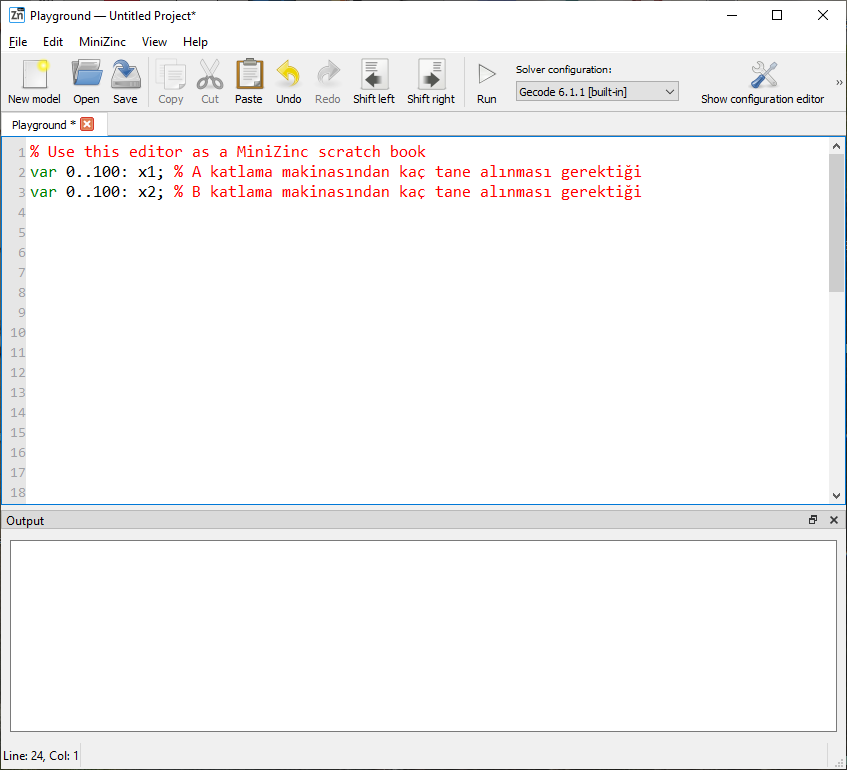 Zn Playground — Untitled Project*
File Edit MiniZinc View Help
New model Open Save Copy Cut Paste Undo Redo Shift left Shift right Run Solver configuration: Gecode 6.1.1 [built-in] Show configuration editor »
Playground *
1 % Use this editor as a MiniZinc scratch book
2 var 0..100: x1; % A katlama makinasından kaç tane alınması gerektiği
3 var 0..100: x2; % B katlama makinasından kaç tane alınması gerektiği
4
5
6
7
8
9
10
11
12
13
14
15
16
17
18
Output
Line: 24, Col: 1